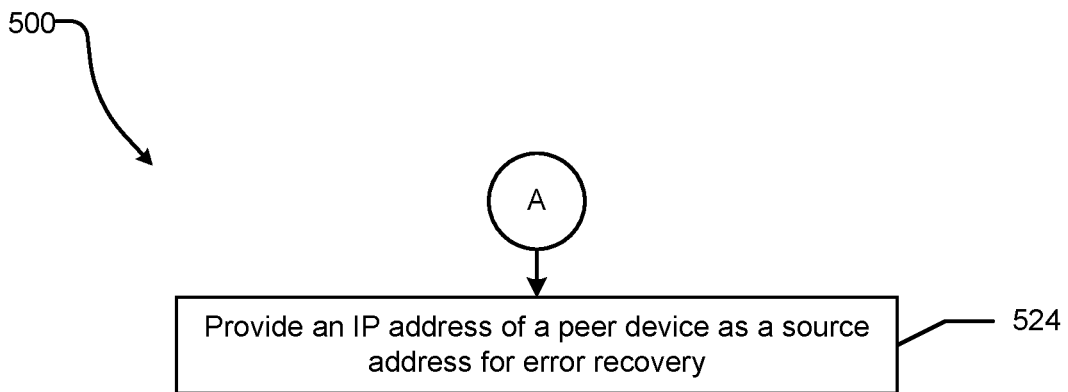 500
A
Provide an IP address of a peer device as a source
address for error recovery
524